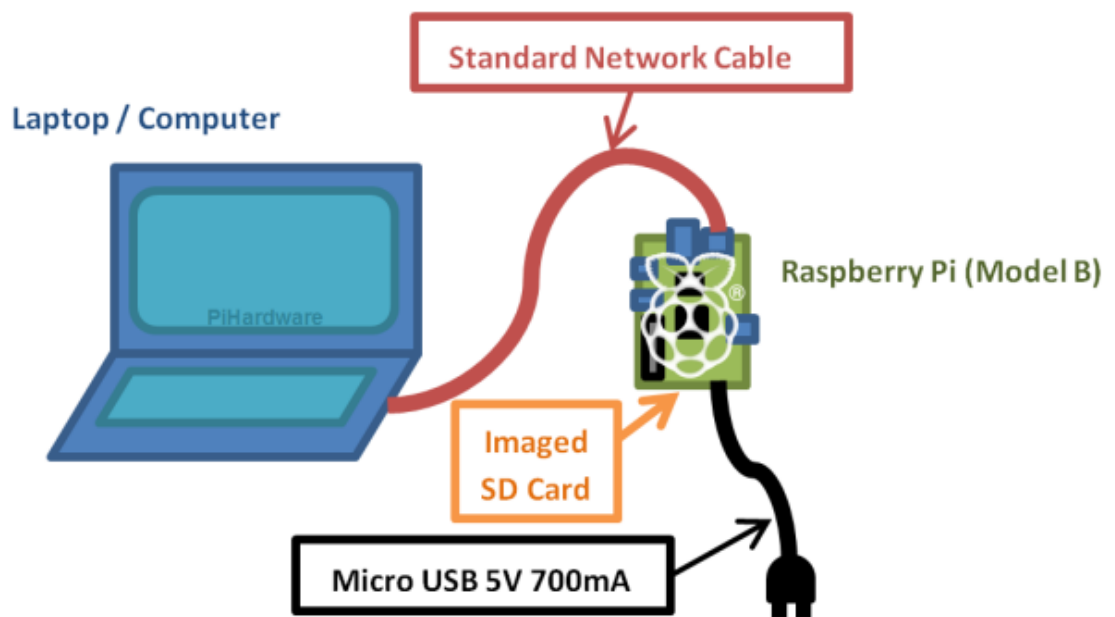 Standard Network Cable
Laptop / Computer
PiHardware
Raspberry Pi (Model B)
®
Imaged
SD Card
Micro USB 5V 700mA